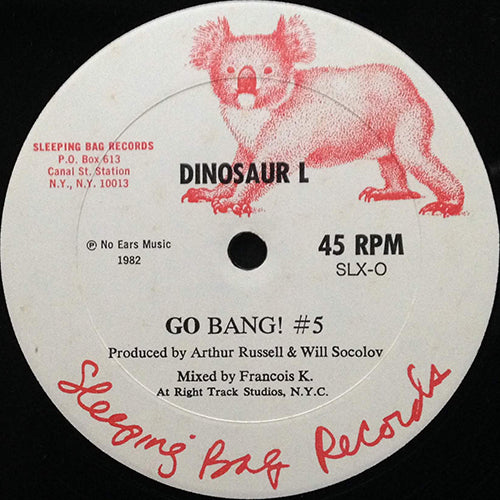 SLEEPING BAG RECORDS
P.O. Box 613
Canal St. Station
N.Y., N.Y. 10013
DINOSAUR L
℗ No Ears Music
1982
45 RPM
SLX-O
GO BANG! #5
Produced by Arthur Russell & Will Socolov
Mixed by Francois K.
At Right Track Studios, N.Y.C.
Sleeping Bag Records